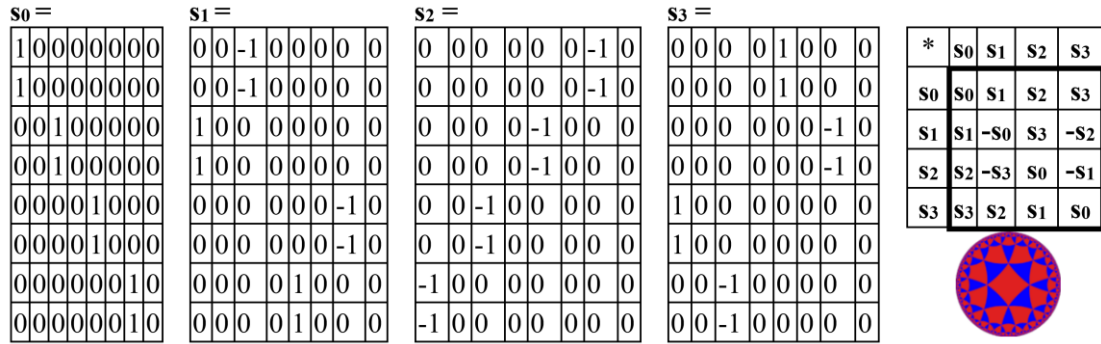 s0 =
1 0 0 0 0 0 0 0
1 0 0 0 0 0 0 0
0 0 1 0 0 0 0 0
0 0 1 0 0 0 0 0
0 0 0 0 1 0 0 0
0 0 0 0 1 0 0 0
0 0 0 0 0 0 1 0
0 0 0 0 0 0 1 0
s1 =
0 0 -1 0 0 0 0 0
0 0 -1 0 0 0 0 0
1 0 0 0 0 0 0 0
1 0 0 0 0 0 0 0
0 0 0 0 0 0 -1 0
0 0 0 0 0 0 -1 0
0 0 0 0 1 0 0 0
0 0 0 0 1 0 0 0
s2 =
0 0 0 0 0 0 -1 0
0 0 0 0 0 0 -1 0
0 0 0 0 -1 0 0 0
0 0 0 0 -1 0 0 0
0 0 -1 0 0 0 0 0
0 0 -1 0 0 0 0 0
-1 0 0 0 0 0 0 0
-1 0 0 0 0 0 0 0
s3 =
0 0 0 0 1 0 0 0
0 0 0 0 1 0 0 0
0 0 0 0 0 0 -1 0
0 0 0 0 0 0 -1 0
1 0 0 0 0 0 0 0
1 0 0 0 0 0 0 0
0 0 -1 0 0 0 0 0
0 0 -1 0 0 0 0 0
* s0 s1 s2 s3
s0 s0 s1 s2 s3
s1 s1 -s0 s3 -s2
s2 s2 -s3 s0 -s1
s3 s3 s2 s1 s0